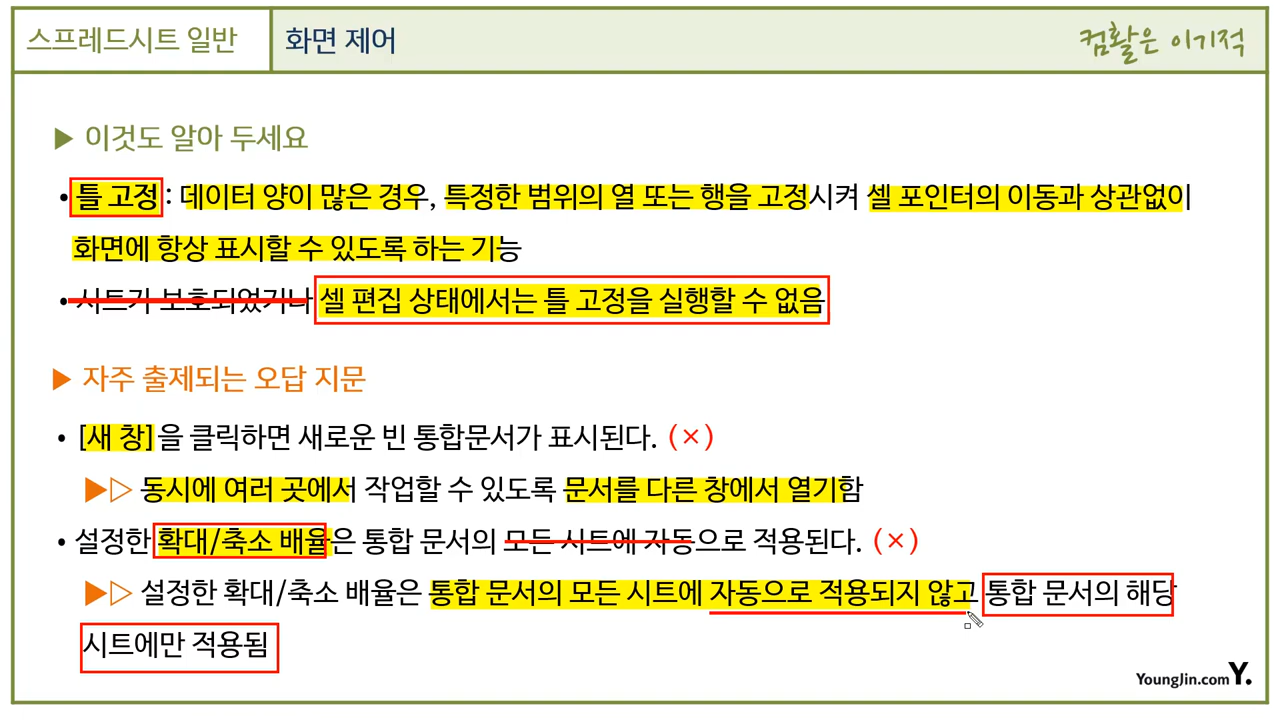 스프레드시트 일반
화면 제어
컴활은 이기적
▶ 이것도 알아 두세요
• 틀 고정 : 데이터 양이 많은 경우, 특정한 범위의 열 또는 행을 고정시켜 셀 포인터의 이동과 상관없이
화면에 항상 표시할 수 있도록 하는 기능
• 시트가 보호되었거나 셀 편집 상태에서는 틀 고정을 실행할 수 없음
▶ 자주 출제되는 오답 지문
• [새 창]을 클릭하면 새로운 빈 통합문서가 표시된다. (×)
▶▷ 동시에 여러 곳에서 작업할 수 있도록 문서를 다른 창에서 열기함
• 설정한 확대/축소 배율은 통합 문서의 모든 시트에 자동으로 적용된다. (×)
▶▷ 설정한 확대/축소 배율은 통합 문서의 모든 시트에 자동으로 적용되지 않고 통합 문서의 해당
시트에만 적용됨
YoungJin.com Y.